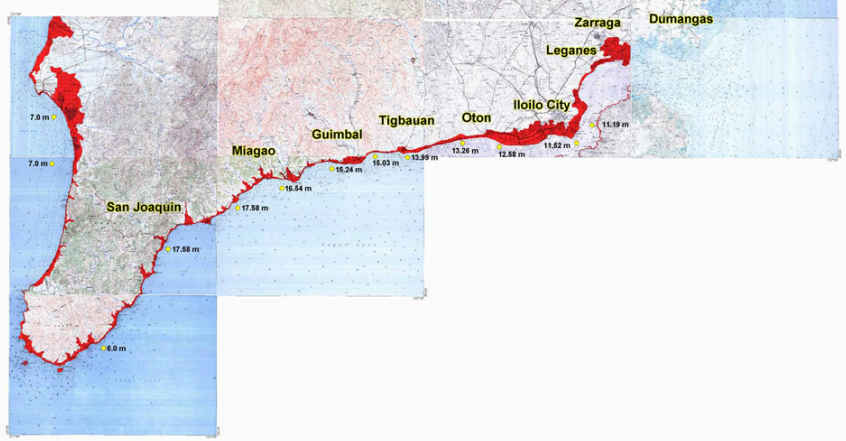 Dumangas
Zarraga
Leganes
Iloilo City
Oton
Tigbauan
Guimbal
Miagao
San Joaquin
7.0 m
7.0 m
11.19 m
11.52 m
12.58 m
13.26 m
13.99 m
15.03 m
15.24 m
16.54 m
17.58 m
17.58 m
6.0 m